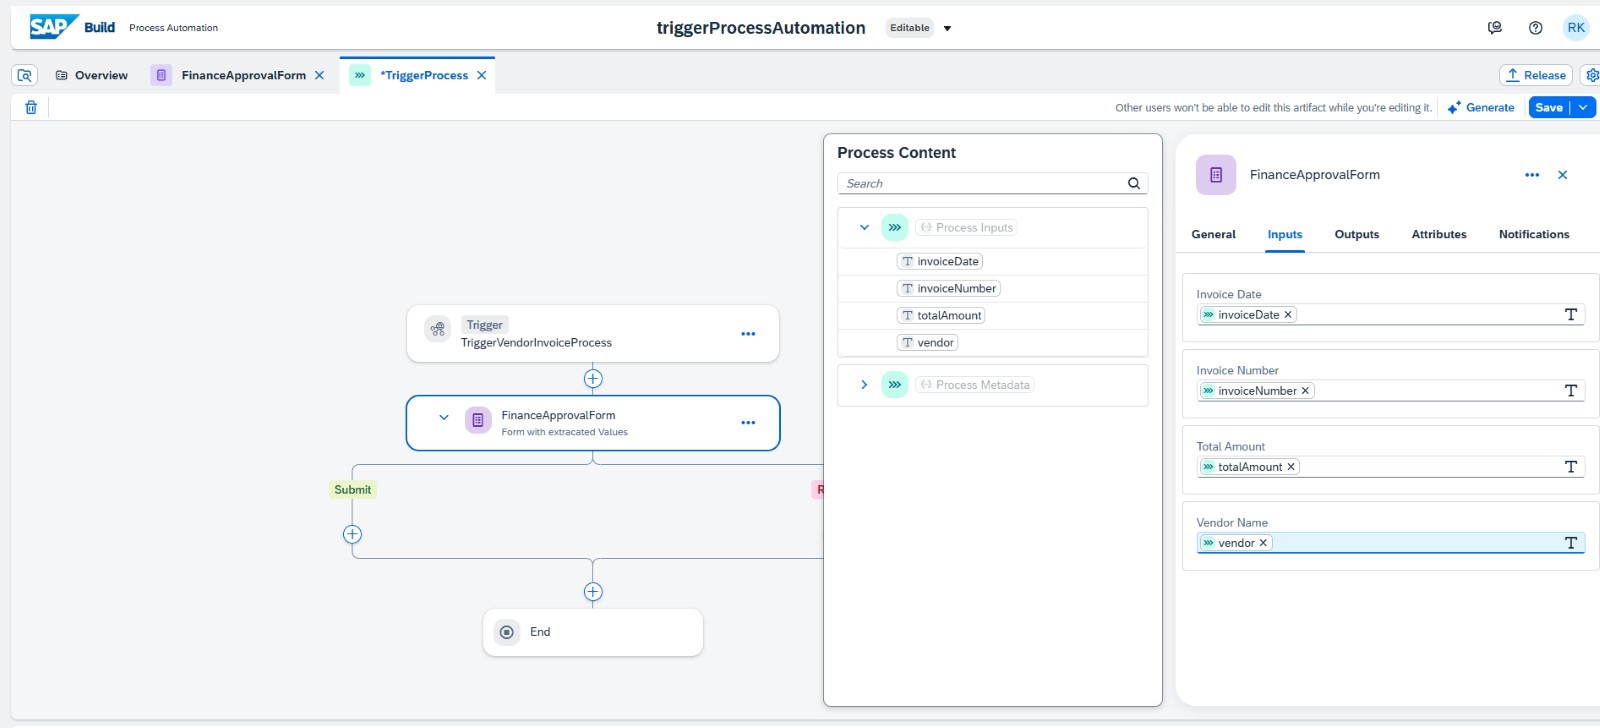 SAP Build Process Automation
triggerProcessAutomation Editable
RK
Overview FinanceApprovalForm *TriggerProcess
Release
Other users won't be able to edit this artifact while you're editing it. Generate Save
Trigger
TriggerVendorInvoiceProcess
FinanceApprovalForm
Form with extracated Values
Submit
R
End
Process Content
Search
Process Inputs
invoiceDate
invoiceNumber
totalAmount
vendor
Process Metadata
FinanceApprovalForm
General Inputs Outputs Attributes Notifications
Invoice Date
invoiceDate
Invoice Number
invoiceNumber
Total Amount
totalAmount
Vendor Name
vendor